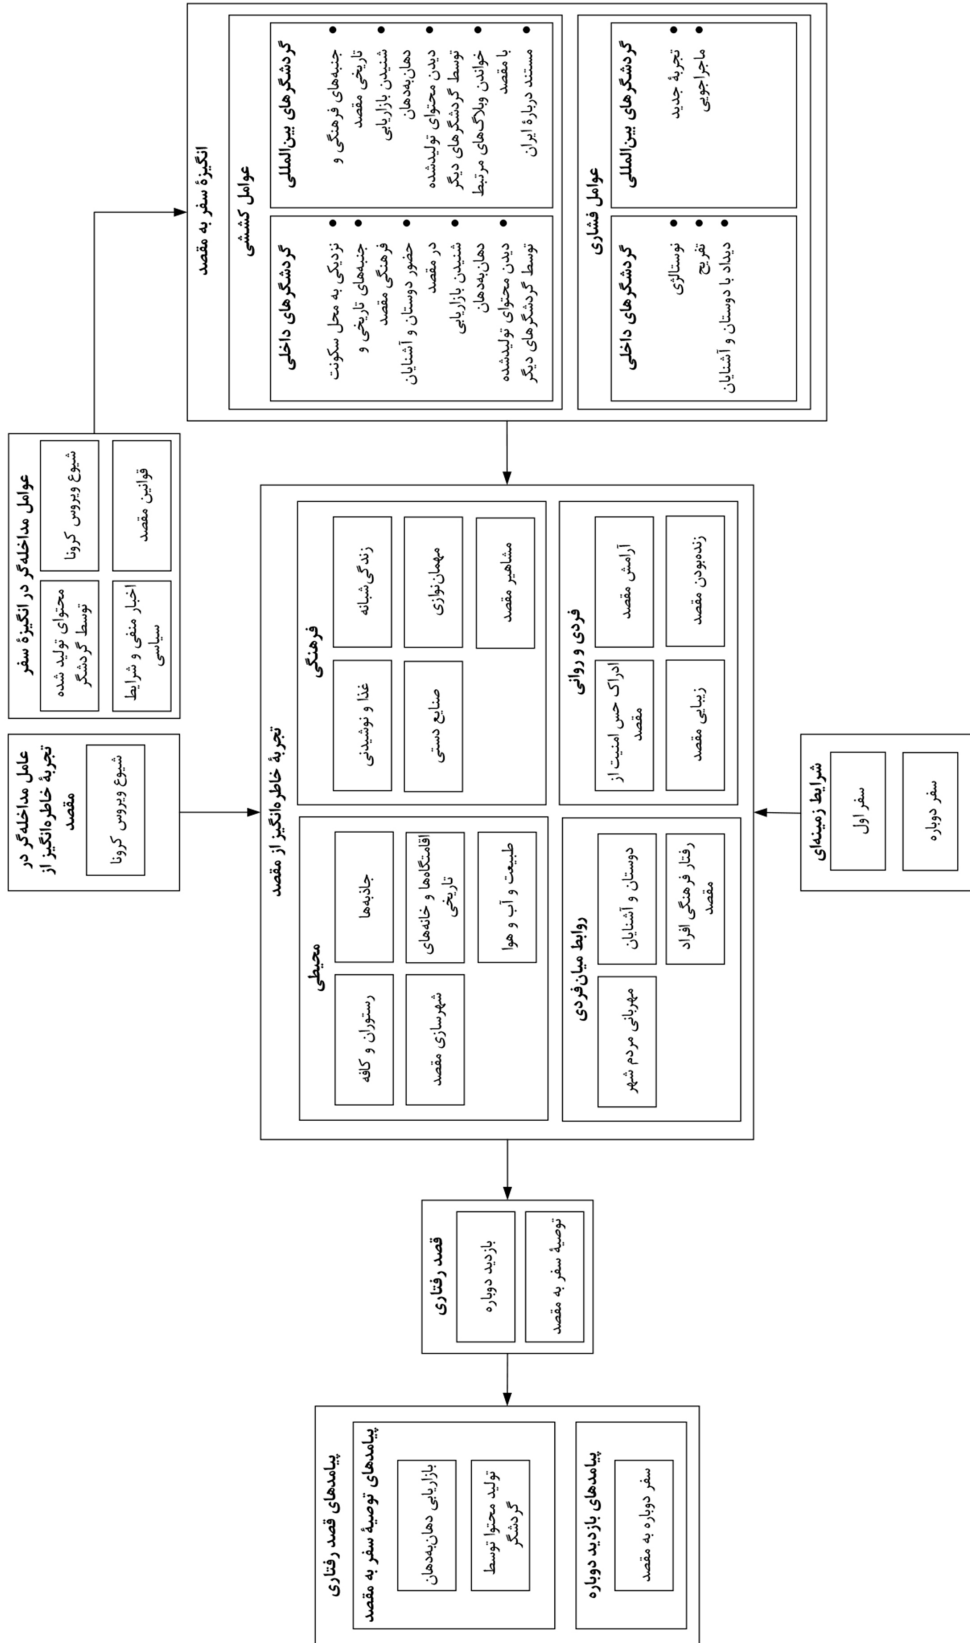 عوامل مداخله‌گر در انگیزهٔ سفر
شیوع ویروس کرونا
محتوای تولید شده
توسط گردشگر
قوانین مقصد
اخبار منفی و شرایط
سیاسی
عامل مداخله‌گر در
تجربهٔ خاطره‌انگیز از
مقصد
شیوع ویروس کرونا
انگیزهٔ سفر به مقصد
عوامل کششی
گردشگرهای بین‌المللی
جنبه‌های فرهنگی و
تاریخی مقصد
شنیدن بازاریابی
دهان‌به‌دهان
دیدن محتوای تولیدشده
توسط گردشگرهای دیگر
خواندن وبلاگ‌های مرتبط
با مقصد
مستند دربارهٔ ایران
گردشگرهای داخلی
نزدیکی به محل سکونت
جنبه‌های تاریخی و
فرهنگی مقصد
حضور دوستان و آشنایان
در مقصد
شنیدن بازاریابی
دهان‌به‌دهان
دیدن محتوای تولیدشده
توسط گردشگرهای دیگر
عوامل فشاری
گردشگرهای بین‌المللی
تجربهٔ جدید
ماجراجویی
گردشگرهای داخلی
نوستالژی
تفریح
دیداد با دوستان و آشنایان
تجربهٔ خاطره‌انگیز از مقصد
فرهنگی
زندگی‌شبانه
غذا و نوشیدنی
مهمان‌نوازی
صنایع دستی
مشاهیر مقصد
محیطی
جاذبه‌ها
رستوران و کافه
اقامتگاه‌ها و خانه‌های
تاریخی
شهرسازی مقصد
طبیعت و آب و هوا
فردی و روانی
آرامش مقصد
ادراک حس امنیت از
مقصد
زنده‌بودن مقصد
زیبایی مقصد
روابط میان‌فردی
دوستان و آشنایان
مهربانی مردم شهر
رفتار فرهنگی افراد
مقصد
شرایط زمینه‌ای
سفر اول
سفر دوباره
قصد رفتاری
بازدید دوباره
توصیهٔ سفر به مقصد
پیامدهای قصد رفتاری
پیامدهای توصیهٔ سفر به مقصد
بازاریابی دهان‌به‌دهان
تولید محتوا توسط
گردشگر
پیامدهای بازدید دوباره
سفر دوباره به مقصد